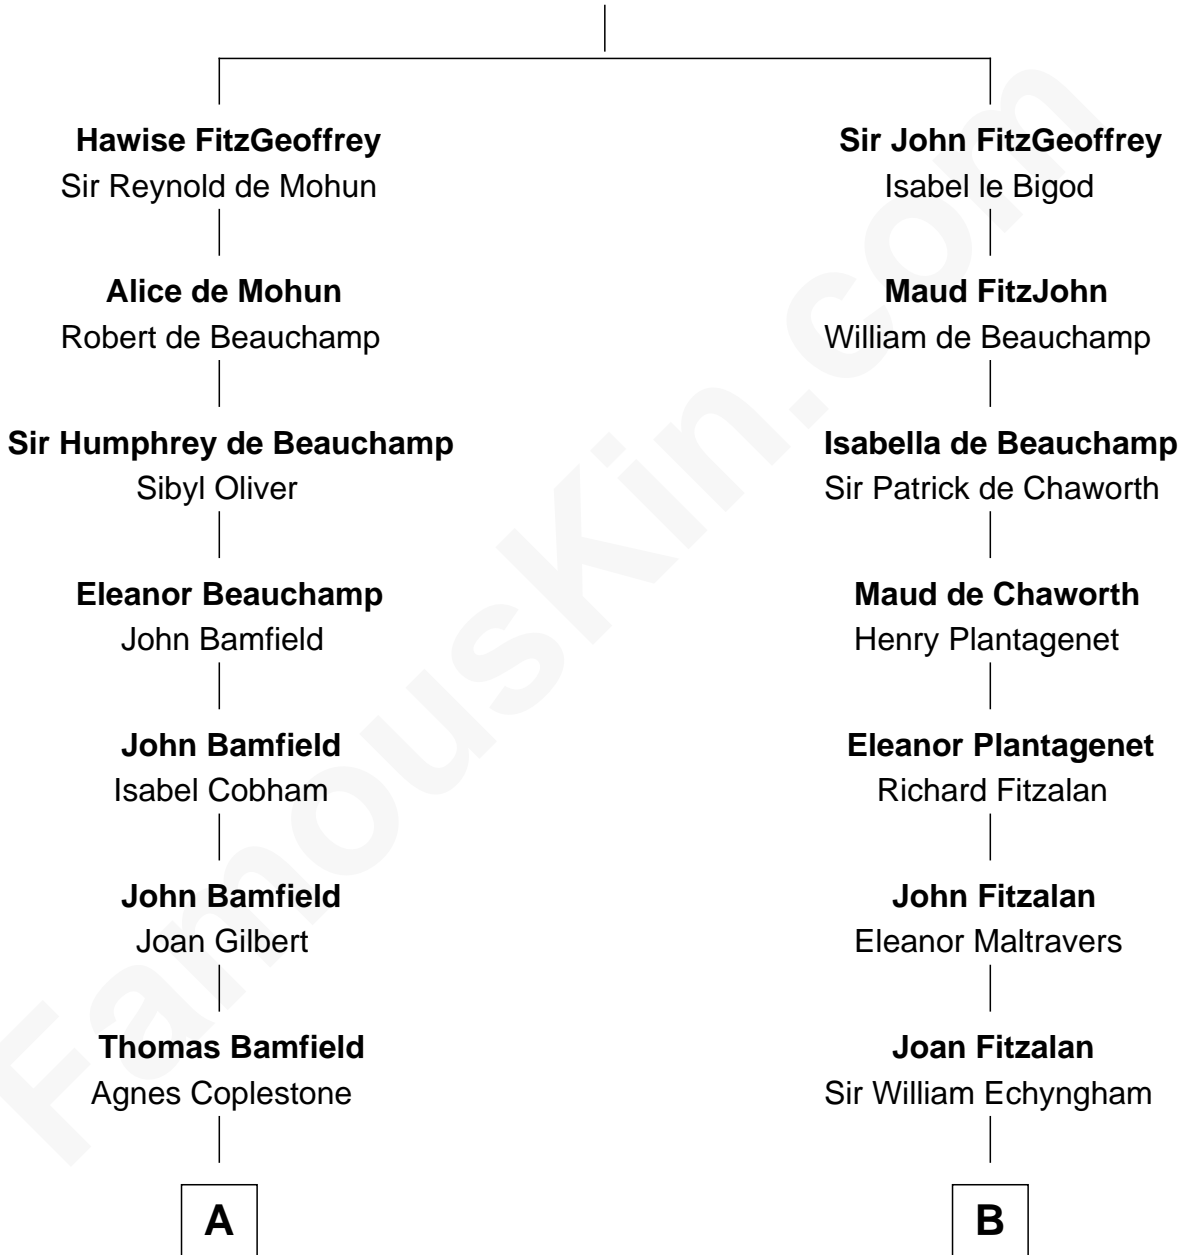 Hawise FitzGeoffrey
Sir Reynold de Mohun
Alice de Mohun
Robert de Beauchamp
Sir Humphrey de Beauchamp
Sibyl Oliver
Eleanor Beauchamp
John Bamfield
John Bamfield
Isabel Cobham
John Bamfield
Joan Gilbert
Thomas Bamfield
Agnes Coplestone
A
Sir John FitzGeoffrey
Isabel le Bigod
Maud FitzJohn
William de Beauchamp
Isabella de Beauchamp
Sir Patrick de Chaworth
Maud de Chaworth
Henry Plantagenet
Eleanor Plantagenet
Richard Fitzalan
John Fitzalan
Eleanor Maltravers
Joan Fitzalan
Sir William Echyngham
B
FamousKin.com